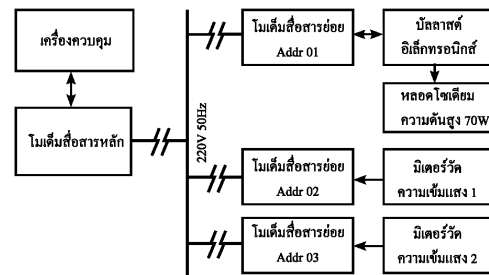 เครื่องควบคุม
โมเด็มสื่อสารหลัก
220V 50Hz
โมเด็มสื่อสารย่อย
Addr 01
บัลลาสต์
อิเล็กทรอนิกส์
หลอดโซเดียม
ความดันสูง 70W
โมเด็มสื่อสารย่อย
Addr 02
มิเตอร์วัด
ความเข้มแสง 1
โมเด็มสื่อสารย่อย
Addr 03
มิเตอร์วัด
ความเข้มแสง 2